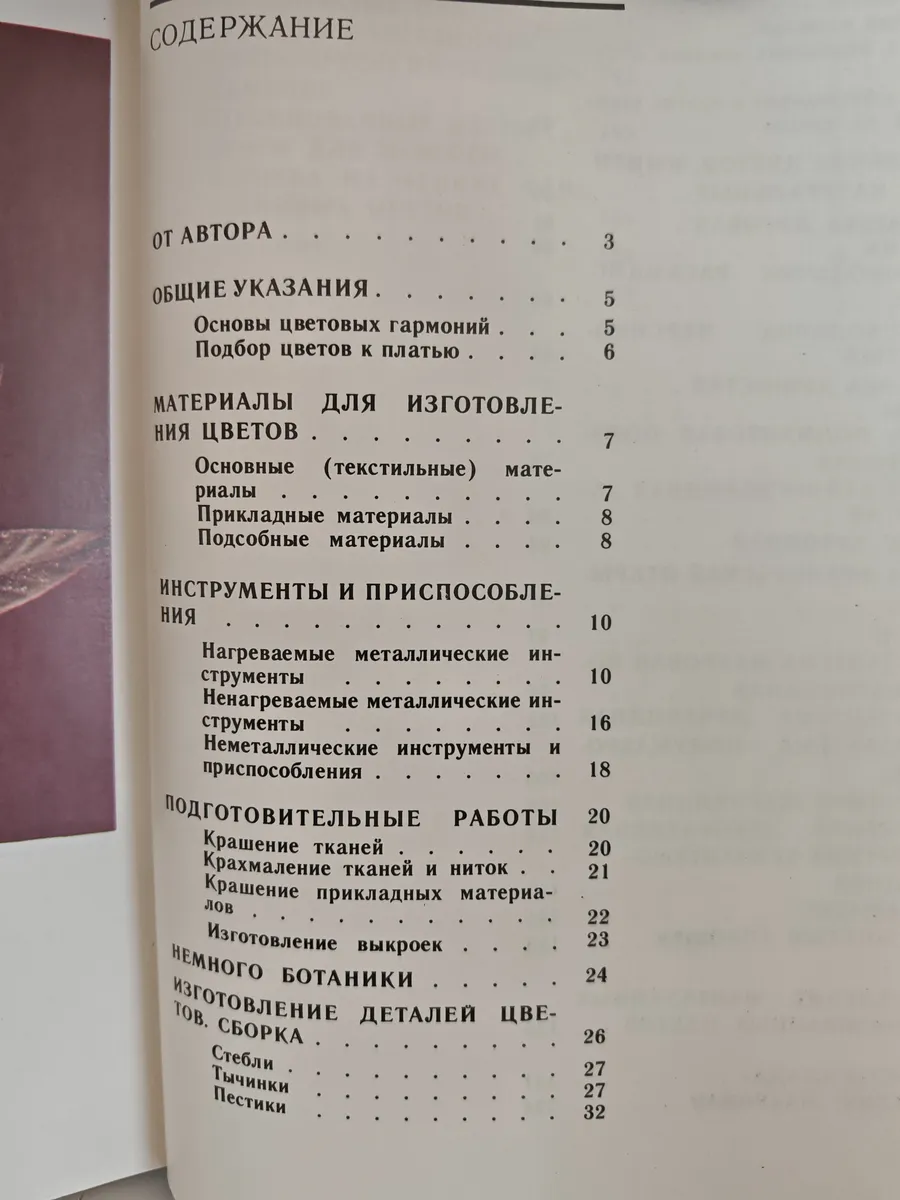 СОДЕРЖАНИЕ
ОТ АВТОРА . . . . . . . . . . 3
ОБЩИЕ УКАЗАНИЯ . . . . . . . 5
Основы цветовых гармоний . . . 5
Подбор цветов к платью . . . . 6
МАТЕРИАЛЫ ДЛЯ ИЗГОТОВЛЕ-
НИЯ ЦВЕТОВ . . . . . . . . . 7
Основные (текстильные) мате-
риалы . . . . . . . . . . 7
Прикладные материалы . . . . 8
Подсобные материалы . . . . 8
ИНСТРУМЕНТЫ И ПРИСПОСОБЛЕ-
НИЯ . . . . . . . . . . . . 10
Нагреваемые металлические ин-
струменты . . . . . . . . 10
Ненагреваемые металлические ин-
струменты . . . . . . . . 16
Неметаллические инструменты и
приспособления . . . . . . . 18
ПОДГОТОВИТЕЛЬНЫЕ РАБОТЫ 20
Крашение тканей . . . . . . 20
Крахмаление тканей и ниток . . 21
Крашение прикладных материа-
лов . . . . . . . . . . . 22
Изготовление выкроек . . . . 23
НЕМНОГО БОТАНИКИ . . . . . 24
ИЗГОТОВЛЕНИЕ ДЕТАЛЕЙ ЦВЕ-
ТОВ. СБОРКА . . . . . . . . . 26
Стебли . . . . . . . . . . 27
Тычинки . . . . . . . . . 27
Пестики . . . . . . . . . 32